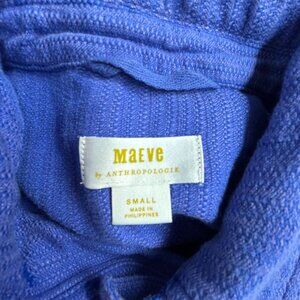 Maeve
by ANTHROPOLOGIE
SMALL
MADE IN
PHILIPPINES